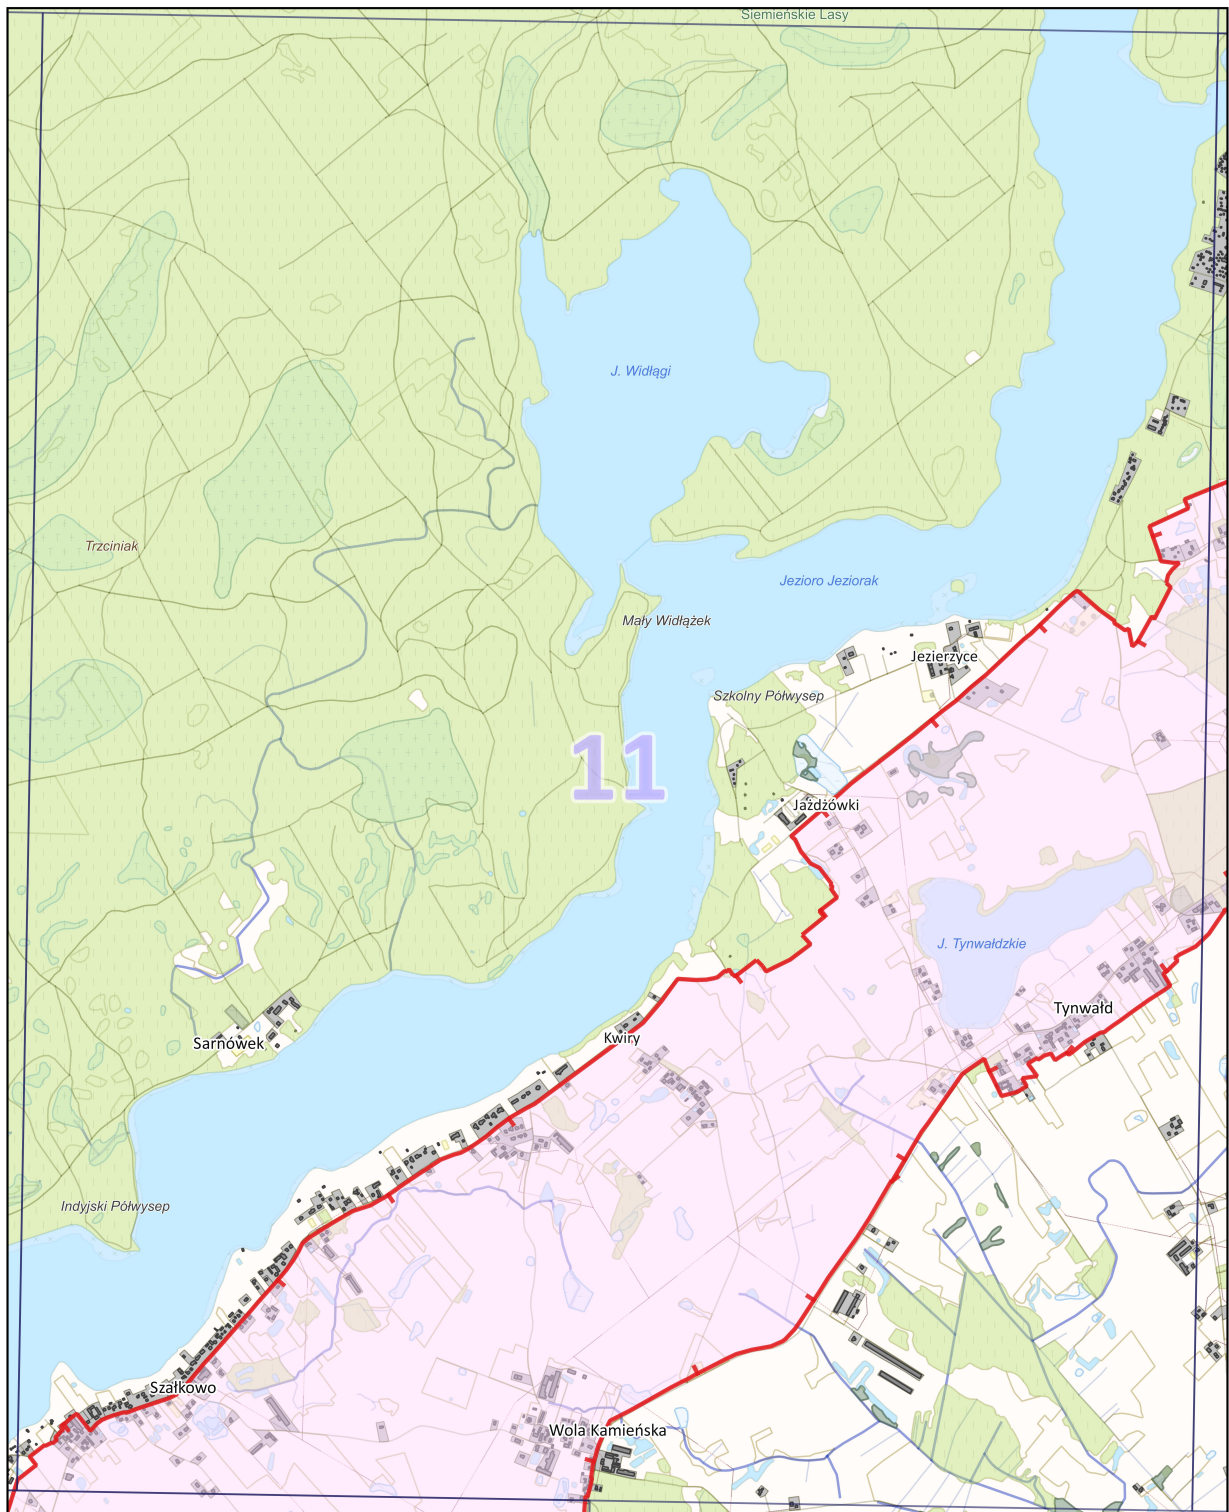 Siemieńskie Lasy
J. Widłągi
Trzciniak
Jezioro Jeziorak
Mały Widłążek
Jezierzyce
Szkolny Półwysep
11
Jażdżówki
J. Tynwałdzkie
Tynwałd
Sarnówek
Kwiry
Indyjski Półwysep
Szałkowo
Wola Kamieńska